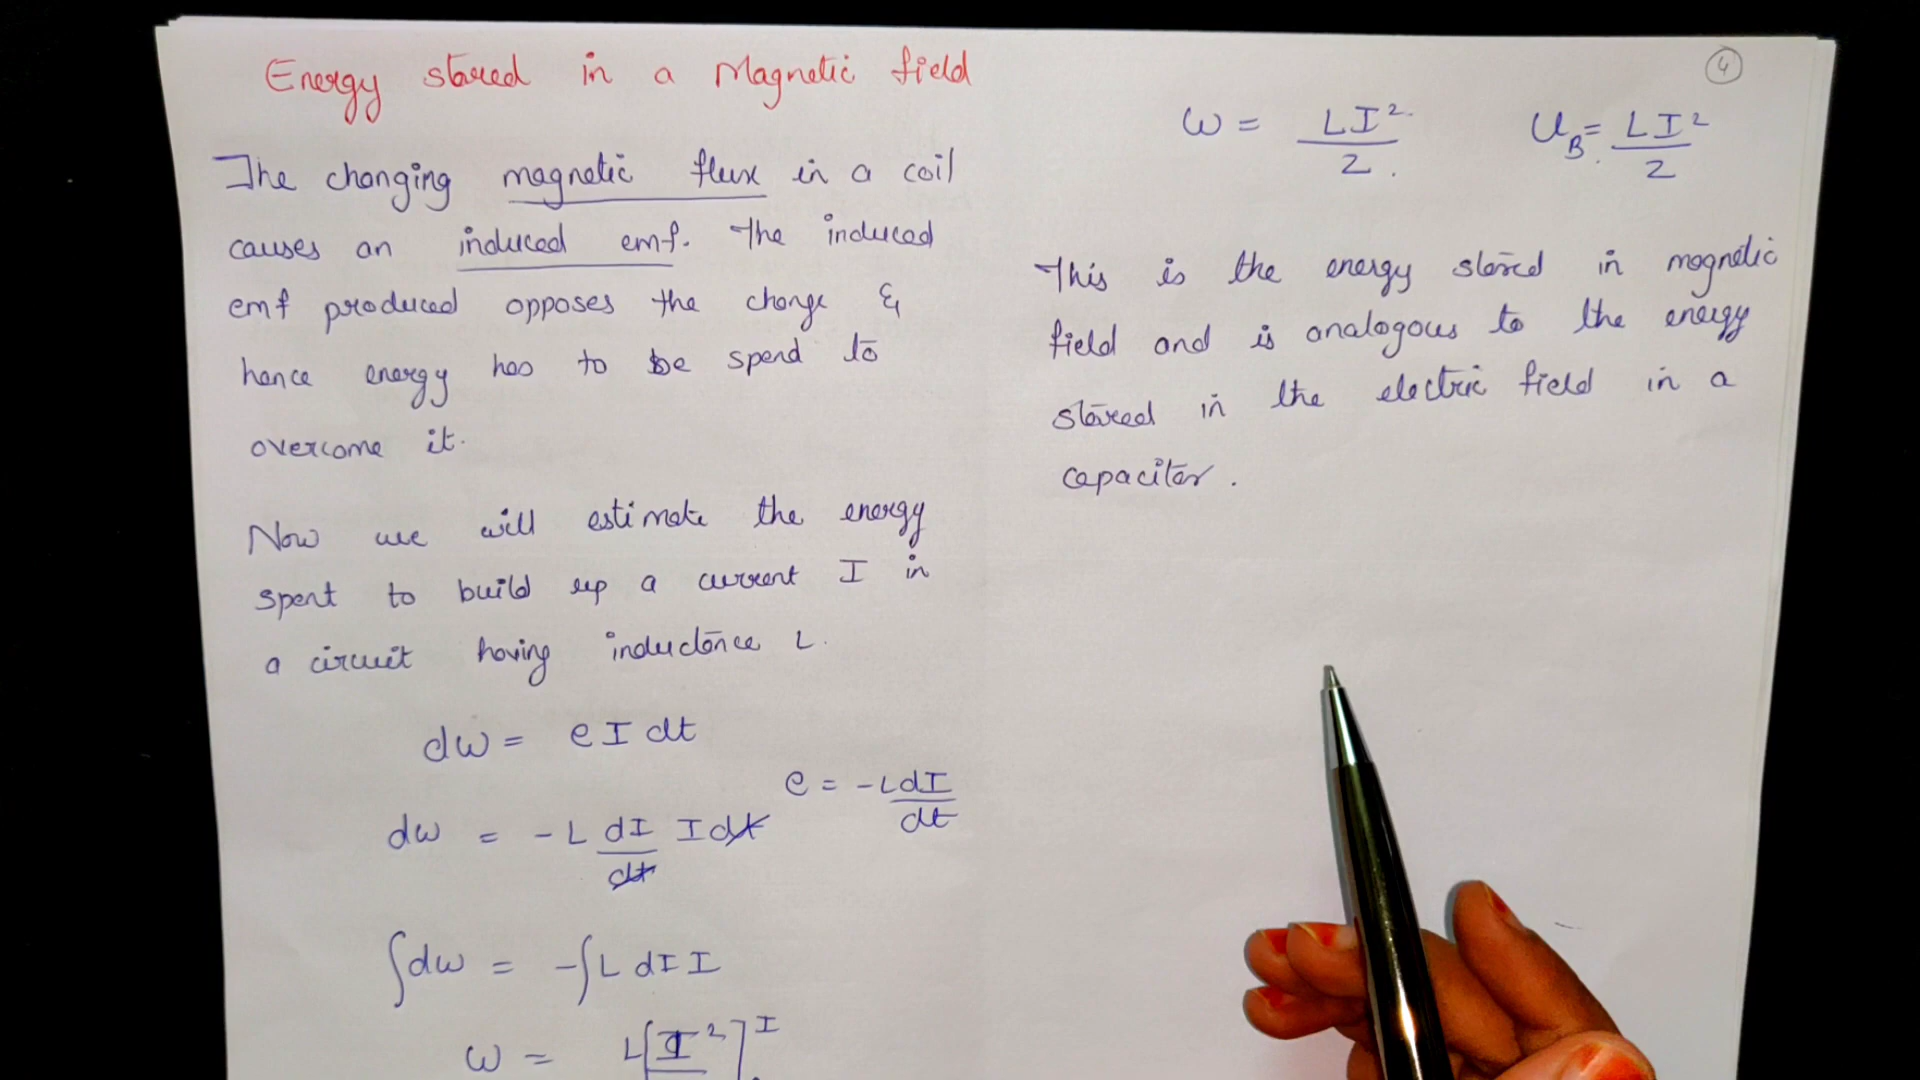 Energy stored in a Magnetic field
The changing magnetic flux in a coil
causes an induced emf. The induced
emf produced opposes the change &
hence energy has to be spend to
overcome it.
Now we will estimate the energy
spent to build up a current I in
a circuit having inductance L.
dw = e I dt
e = -L dI/dt
dw = -L dI/dt I dt
∫dw = -∫L dI I
w = L[I²]^I
4
w = LI²/2    U_B = LI²/2
This is the energy stored in magnetic
field and is analogous to the energy
stored in the electric field in a
capacitor.